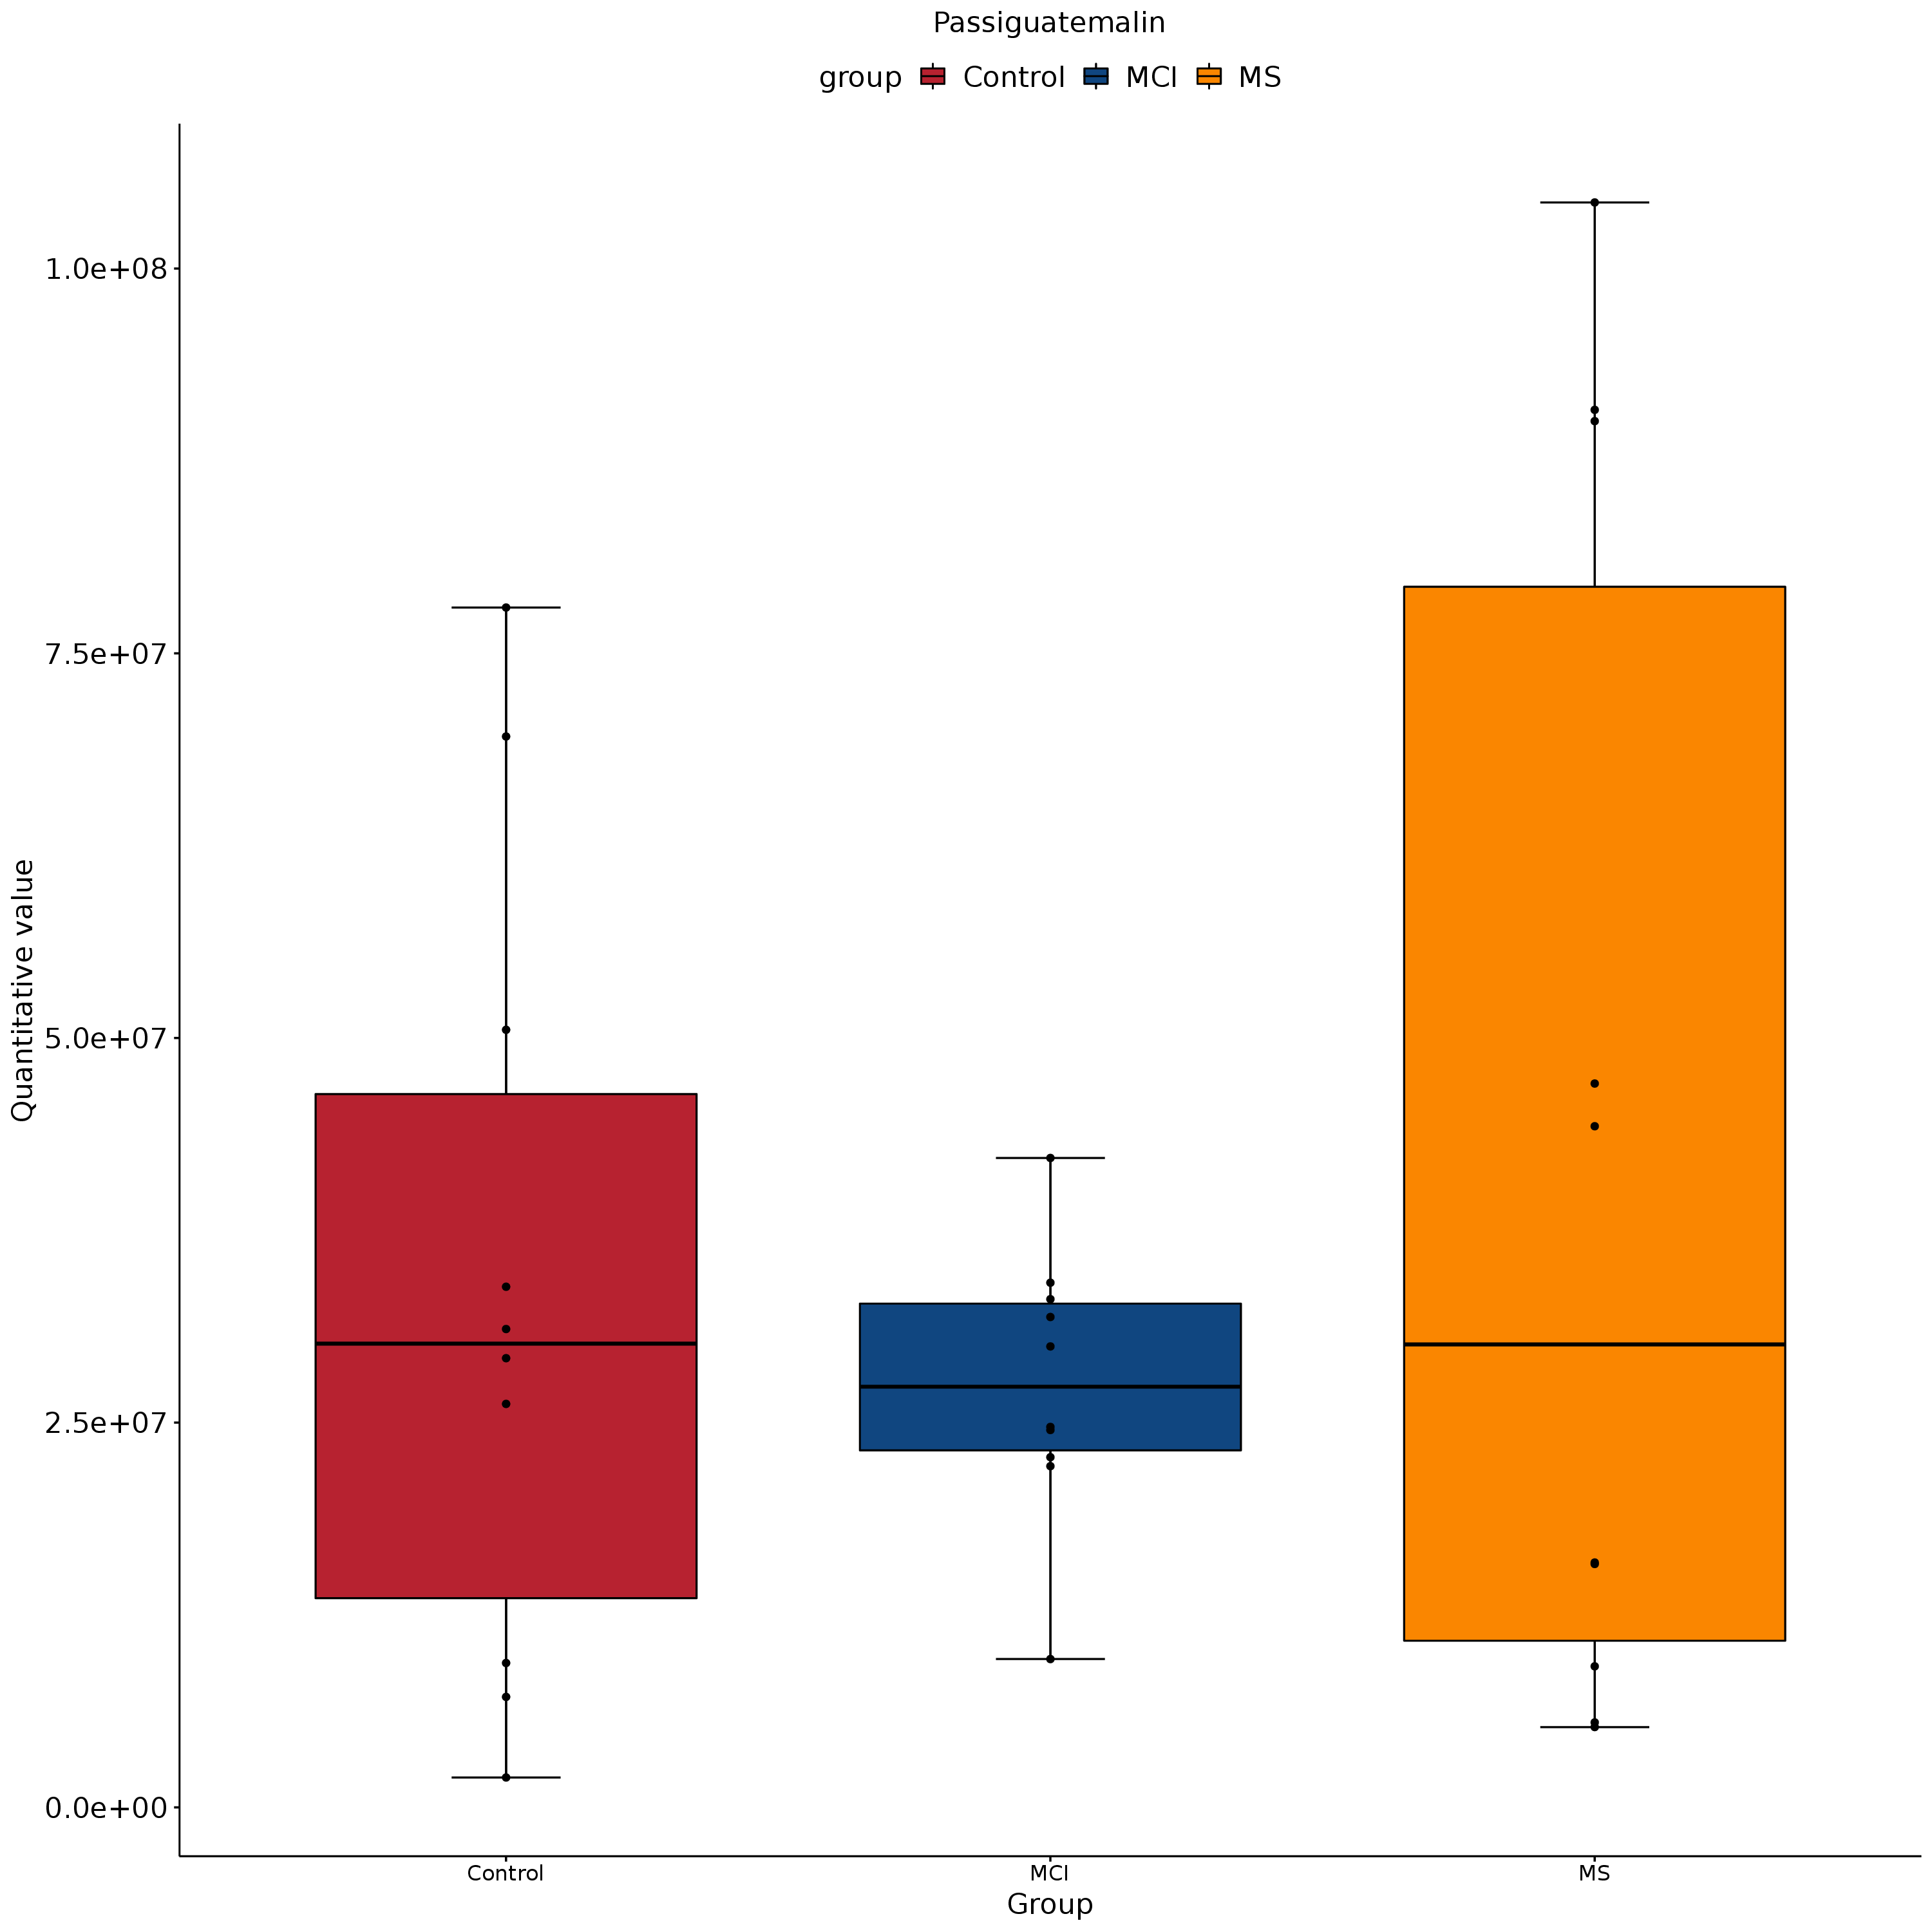 Passiguatemalin
group Control MCI MS
1.0e+08
7.5e+07
5.0e+07
2.5e+07
0.0e+00
Quantitative value
Control MCI MS
Group